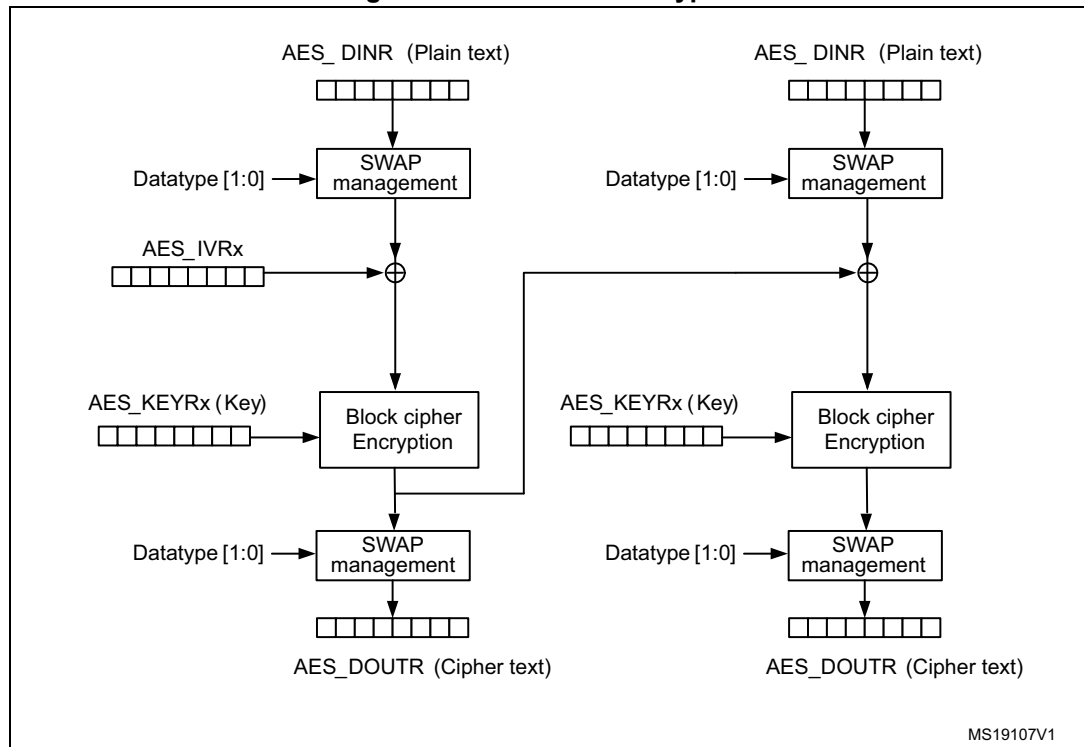 AES_ DINR (Plain text)
AES_ DINR (Plain text)
SWAP
management
SWAP
management
Datatype [1:0]
Datatype [1:0]
AES_IVRx
AES_KEYRx (Key)
Block cipher
Encryption
AES_KEYRx (Key)
Block cipher
Encryption
Datatype [1:0]
SWAP
management
Datatype [1:0]
SWAP
management
AES_DOUTR (Cipher text)
AES_DOUTR (Cipher text)
MS19107V1